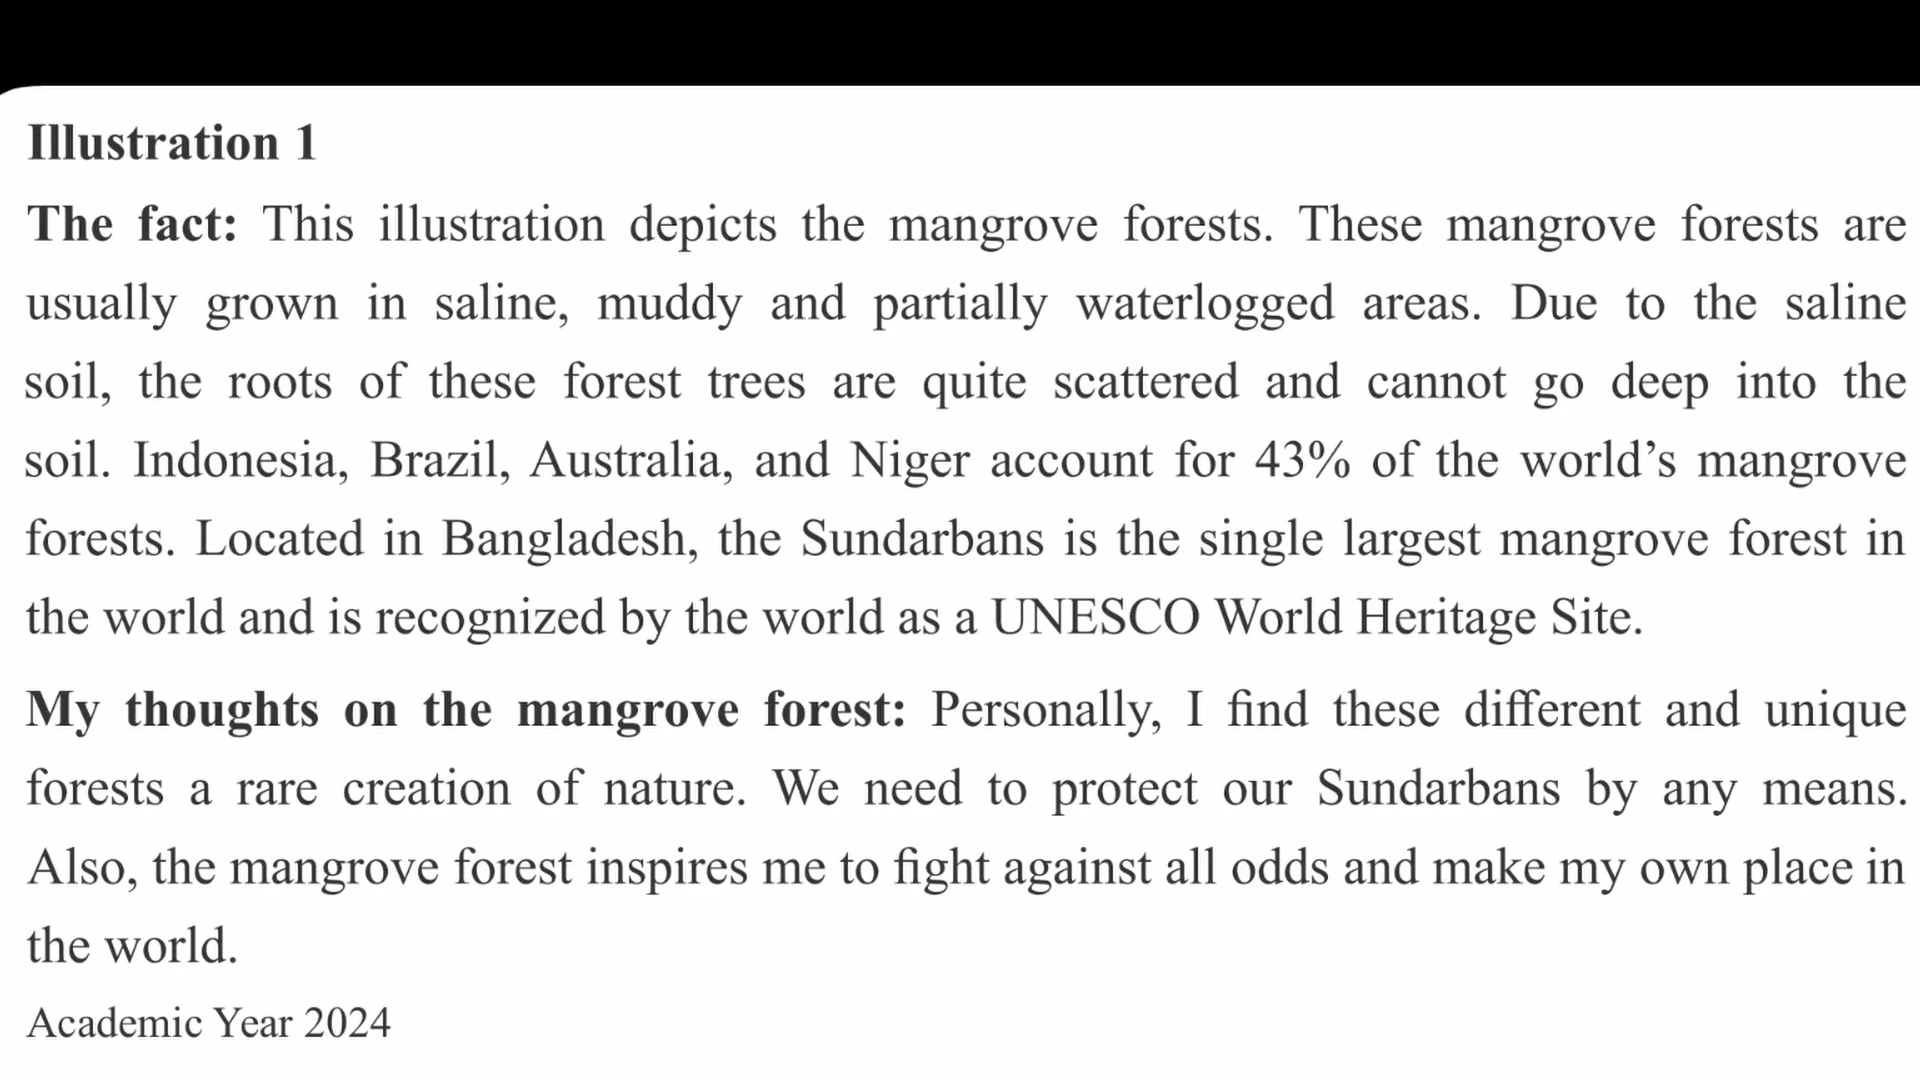 Illustration 1
The fact: This illustration depicts the mangrove forests. These mangrove forests are
usually grown in saline, muddy and partially waterlogged areas. Due to the saline
soil, the roots of these forest trees are quite scattered and cannot go deep into the
soil. Indonesia, Brazil, Australia, and Niger account for 43% of the world’s mangrove
forests. Located in Bangladesh, the Sundarbans is the single largest mangrove forest in
the world and is recognized by the world as a UNESCO World Heritage Site.
My thoughts on the mangrove forest: Personally, I find these different and unique
forests a rare creation of nature. We need to protect our Sundarbans by any means.
Also, the mangrove forest inspires me to fight against all odds and make my own place in
the world.
Academic Year 2024